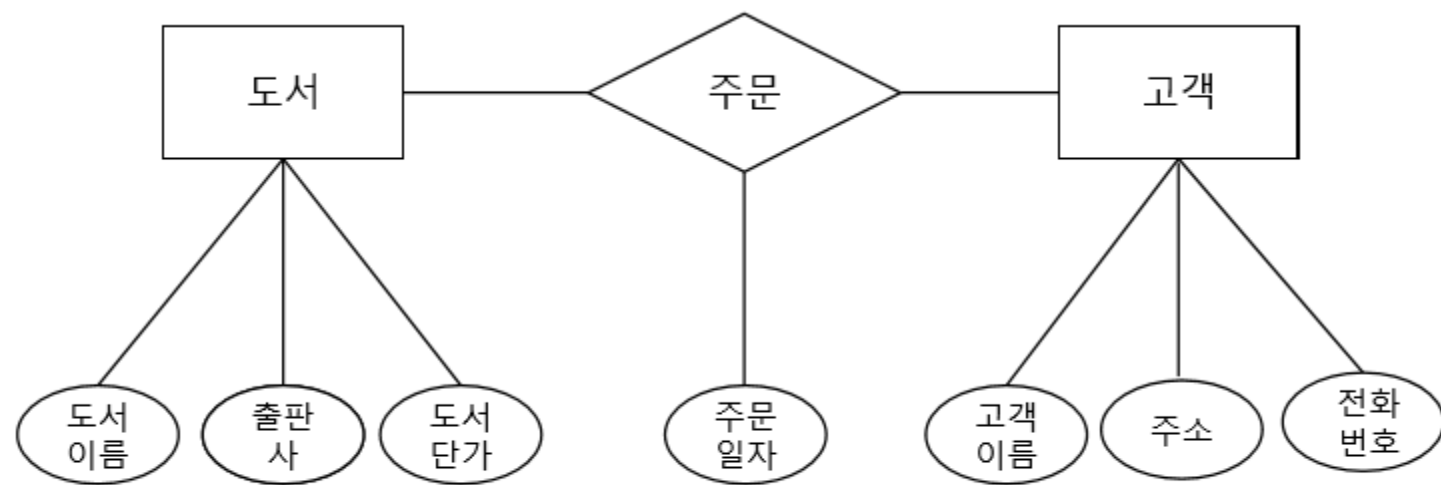 도서
주문
고객
도서
이름
출판
사
도서
단가
주문
일자
고객
이름
주소
전화
번호